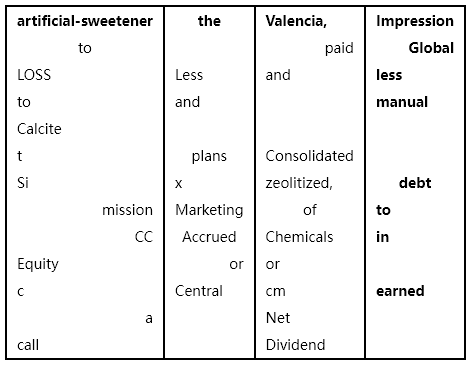 artificial-sweetener the Valencia, Impression
to paid Global
LOSS Less and less
to and manual
Calcite
t plans Consolidated
Si x zeolitized, debt
mission Marketing of to
CC Accrued Chemicals in
Equity or or
c Central cm earned
a Net
call Dividend